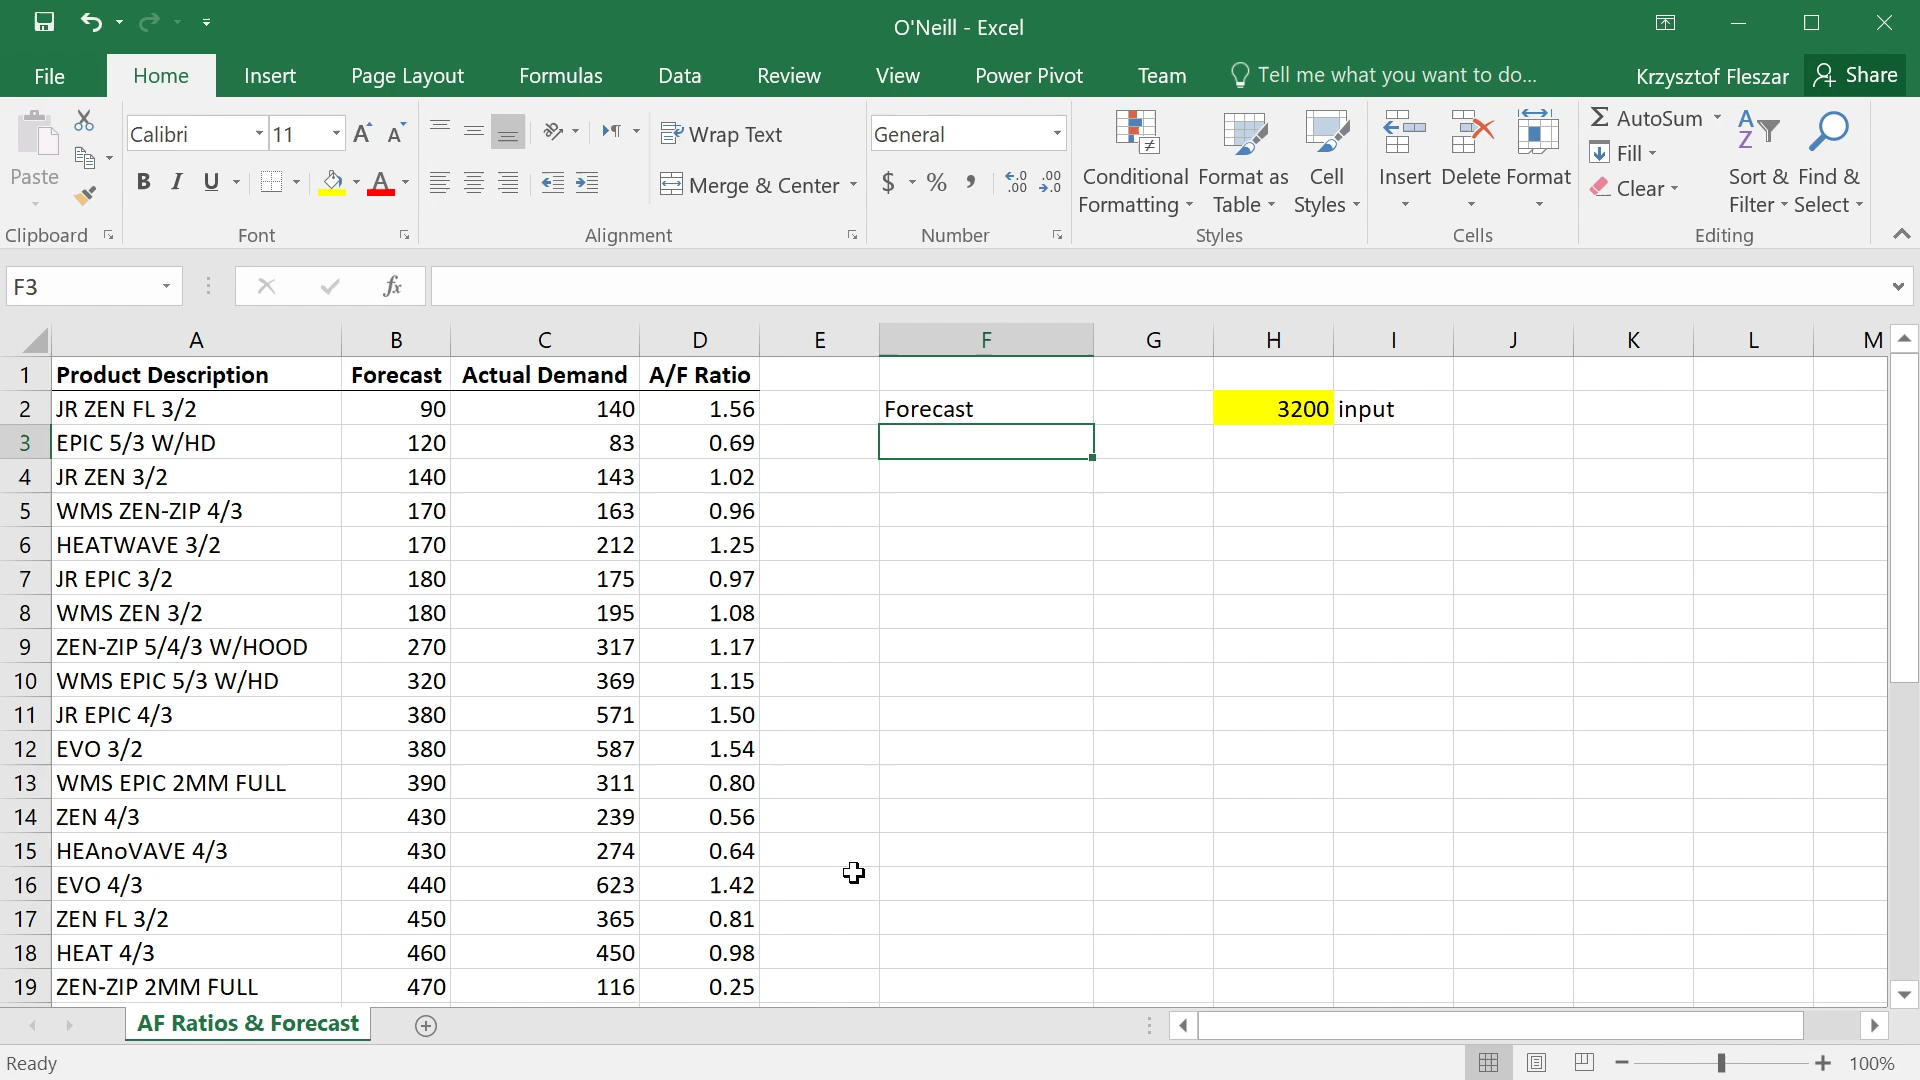 O'Neill - Excel
File Home Insert Page Layout Formulas Data Review View Power Pivot Team Tell me what you want to do... Krzysztof Fleszar Share
Calibri 11 Wrap Text General AutoSum
Paste B I U A Merge & Center $ % , .00 .00 Conditional Formatting Format as Table Cell Styles Insert Delete Format Fill Clear Sort & Filter Find & Select
Clipboard Font Alignment Number Styles Cells Editing
F3 fx
A B C D E F G H I J K L M
1 Product Description Forecast Actual Demand A/F Ratio
2 JR ZEN FL 3/2 90 140 1.56 Forecast 3200 input
3 EPIC 5/3 W/HD 120 83 0.69
4 JR ZEN 3/2 140 143 1.02
5 WMS ZEN-ZIP 4/3 170 163 0.96
6 HEATWAVE 3/2 170 212 1.25
7 JR EPIC 3/2 180 175 0.97
8 WMS ZEN 3/2 180 195 1.08
9 ZEN-ZIP 5/4/3 W/HOOD 270 317 1.17
10 WMS EPIC 5/3 W/HD 320 369 1.15
11 JR EPIC 4/3 380 571 1.50
12 EVO 3/2 380 587 1.54
13 WMS EPIC 2MM FULL 390 311 0.80
14 ZEN 4/3 430 239 0.56
15 HEAnoVAVE 4/3 430 274 0.64
16 EVO 4/3 440 623 1.42
17 ZEN FL 3/2 450 365 0.81
18 HEAT 4/3 460 450 0.98
19 ZEN-ZIP 2MM FULL 470 116 0.25
AF Ratios & Forecast
Ready 100%